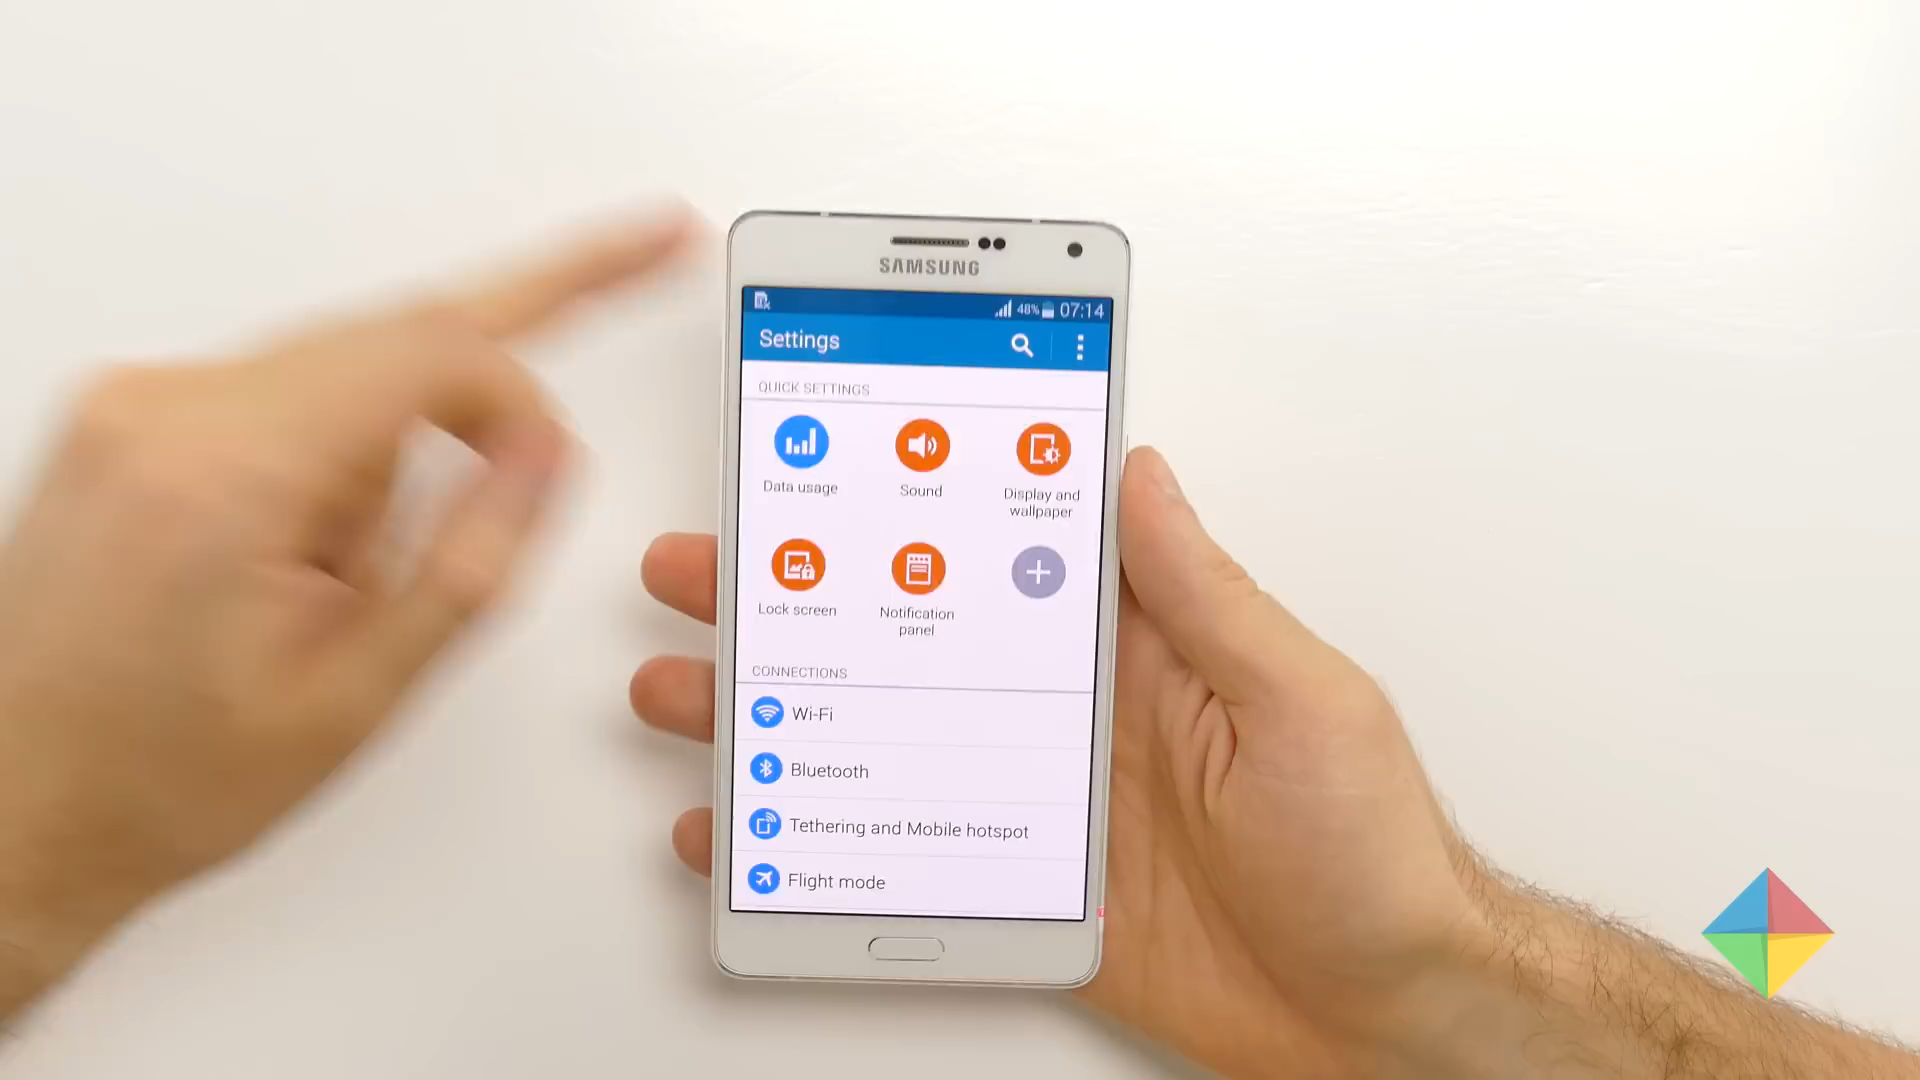 SAMSUNG
48% 07:14
Settings
QUICK SETTINGS
Data usage
Sound
Display and
wallpaper
Lock screen
Notification
panel
CONNECTIONS
Wi-Fi
Bluetooth
Tethering and Mobile hotspot
Flight mode